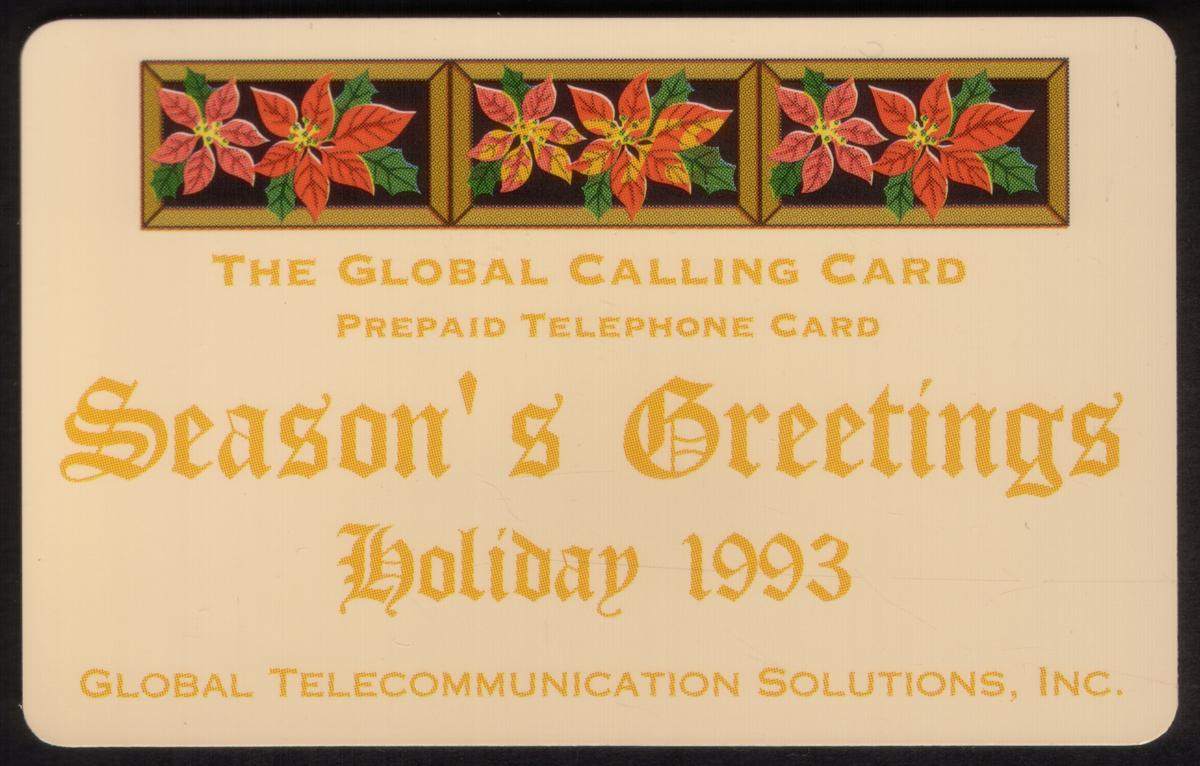 THE GLOBAL CALLING CARD
PREPAID TELEPHONE CARD
Season's Greetings
Holiday 1993
GLOBAL TELECOMMUNICATION SOLUTIONS, INC.